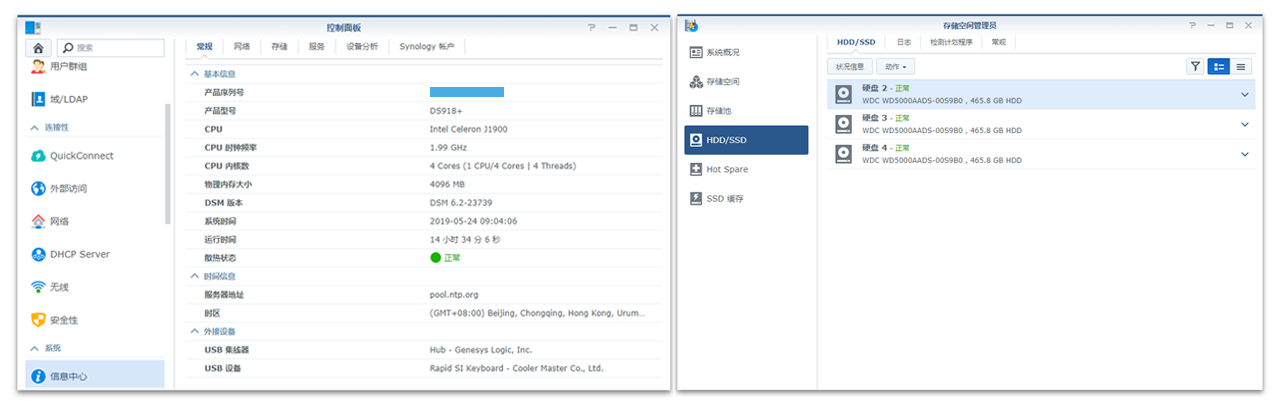 控制面板
搜索
用户群组
域/LDAP
连接性
QuickConnect
外部访问
网络
DHCP Server
无线
安全性
系统
信息中心
常规 网络 存储 服务 设备分析 Synology 帐户
基本信息
产品序列号
产品型号 DS918+
CPU Intel Celeron J1900
CPU 时钟频率 1.99 GHz
CPU 内核数 4 Cores (1 CPU/4 Cores | 4 Threads)
物理内存大小 4096 MB
DSM 版本 DSM 6.2-23739
系统时间 2019-05-24 09:04:06
运行时间 14 小时 34 分 6 秒
散热状态 正常
时间信息
服务器地址 pool.ntp.org
时区 (GMT+08:00) Beijing, Chongqing, Hong Kong, Urum...
外接设备
USB 集线器 Hub - Genesys Logic, Inc.
USB 设备 Rapid SI Keyboard - Cooler Master Co., Ltd.
存储空间管理员
系统概况
存储空间
存储池
HDD/SSD
Hot Spare
SSD 缓存
HDD/SSD 日志 检测计划程序 常规
状况信息 动作
硬盘 2 - 正常
WDC WD5000AADS-00S9B0 , 465.8 GB HDD
硬盘 3 - 正常
WDC WD5000AADS-00S9B0 , 465.8 GB HDD
硬盘 4 - 正常
WDC WD5000AADS-00S9B0 , 465.8 GB HDD